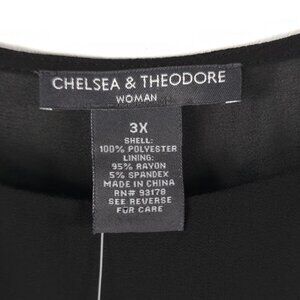 CHELSEA & THEODORE
WOMAN
3X
SHELL:
100% POLYESTER
LINING:
95% RAYON
5% SPANDEX
MADE IN CHINA
RN# 93178
SEE REVERSE
FOR CARE